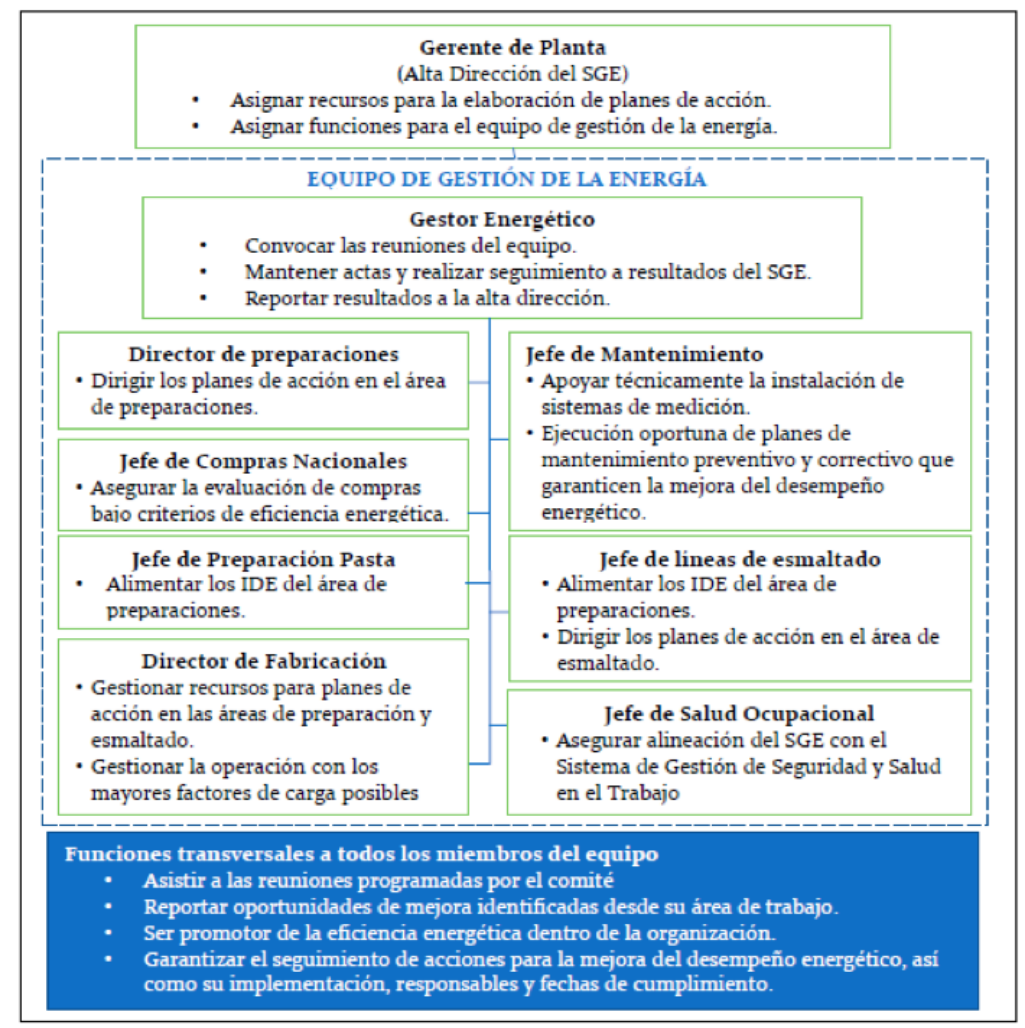 Gerente de Planta
(Alta Dirección del SGE)
• Asignar recursos para la elaboración de planes de acción.
• Asignar funciones para el equipo de gestión de la energía.
EQUIPO DE GESTIÓN DE LA ENERGÍA
Gestor Energético
• Convocar las reuniones del equipo.
• Mantener actas y realizar seguimiento a resultados del SGE.
• Reportar resultados a la alta dirección.
Director de preparaciones
• Dirigir los planes de acción en el área
de preparaciones.
Jefe de Compras Nacionales
• Asegurar la evaluación de compras
bajo criterios de eficiencia energética.
Jefe de Preparación Pasta
• Alimentar los IDE del área de
preparaciones.
Director de Fabricación
• Gestionar recursos para planes de
acción en las áreas de preparación y
esmaltado.
• Gestionar la operación con los
mayores factores de carga posibles
Jefe de Mantenimiento
• Apoyar técnicamente la instalación de
sistemas de medición.
• Ejecución oportuna de planes de
mantenimiento preventivo y correctivo que
garanticen la mejora del desempeño
energético.
Jefe de líneas de esmaltado
• Alimentar los IDE del área de
preparaciones.
• Dirigir los planes de acción en el área de
esmaltado.
Jefe de Salud Ocupacional
• Asegurar alineación del SGE con el
Sistema de Gestión de Seguridad y Salud
en el Trabajo
Funciones transversales a todos los miembros del equipo
• Asistir a las reuniones programadas por el comité
• Reportar oportunidades de mejora identificadas desde su área de trabajo.
• Ser promotor de la eficiencia energética dentro de la organización.
• Garantizar el seguimiento de acciones para la mejora del desempeño energético, así
como su implementación, responsables y fechas de cumplimiento.